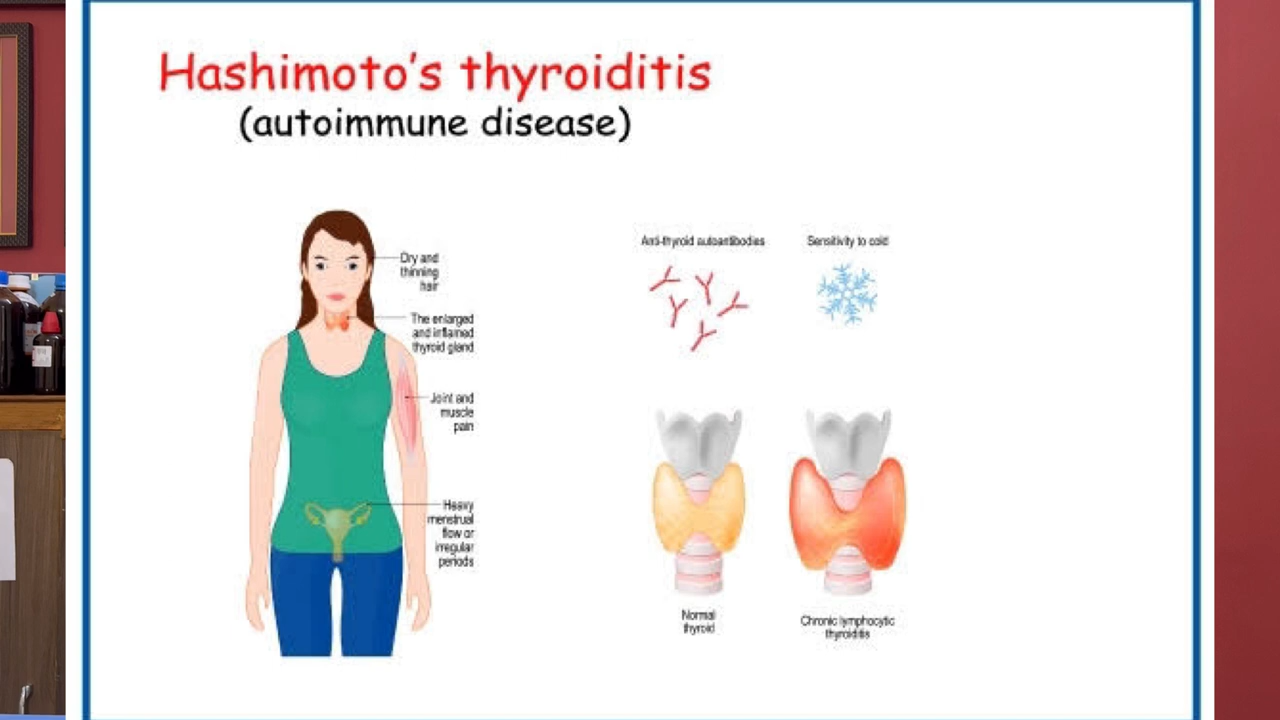 Hashimoto's thyroiditis
(autoimmune disease)
Dry and
thinning
hair
The enlarged
and inflamed
thyroid gland
Joint and
muscle
pain
Heavy
menstrual
flow or
irregular
periods
Anti-thyroid autoantibodies
Sensitivity to cold
Normal
thyroid
Chronic lymphocytic
thyroiditis